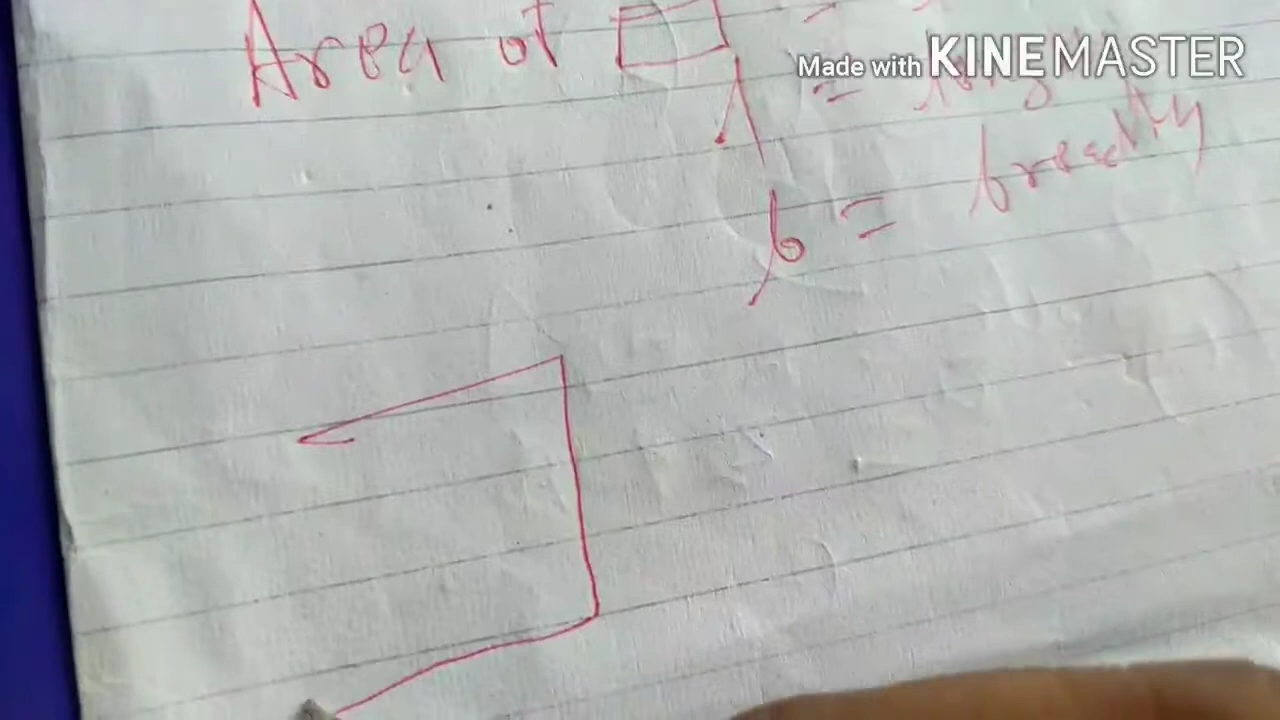 Area of ▭ =
Made with KINEMASTER
l =
b = breadth